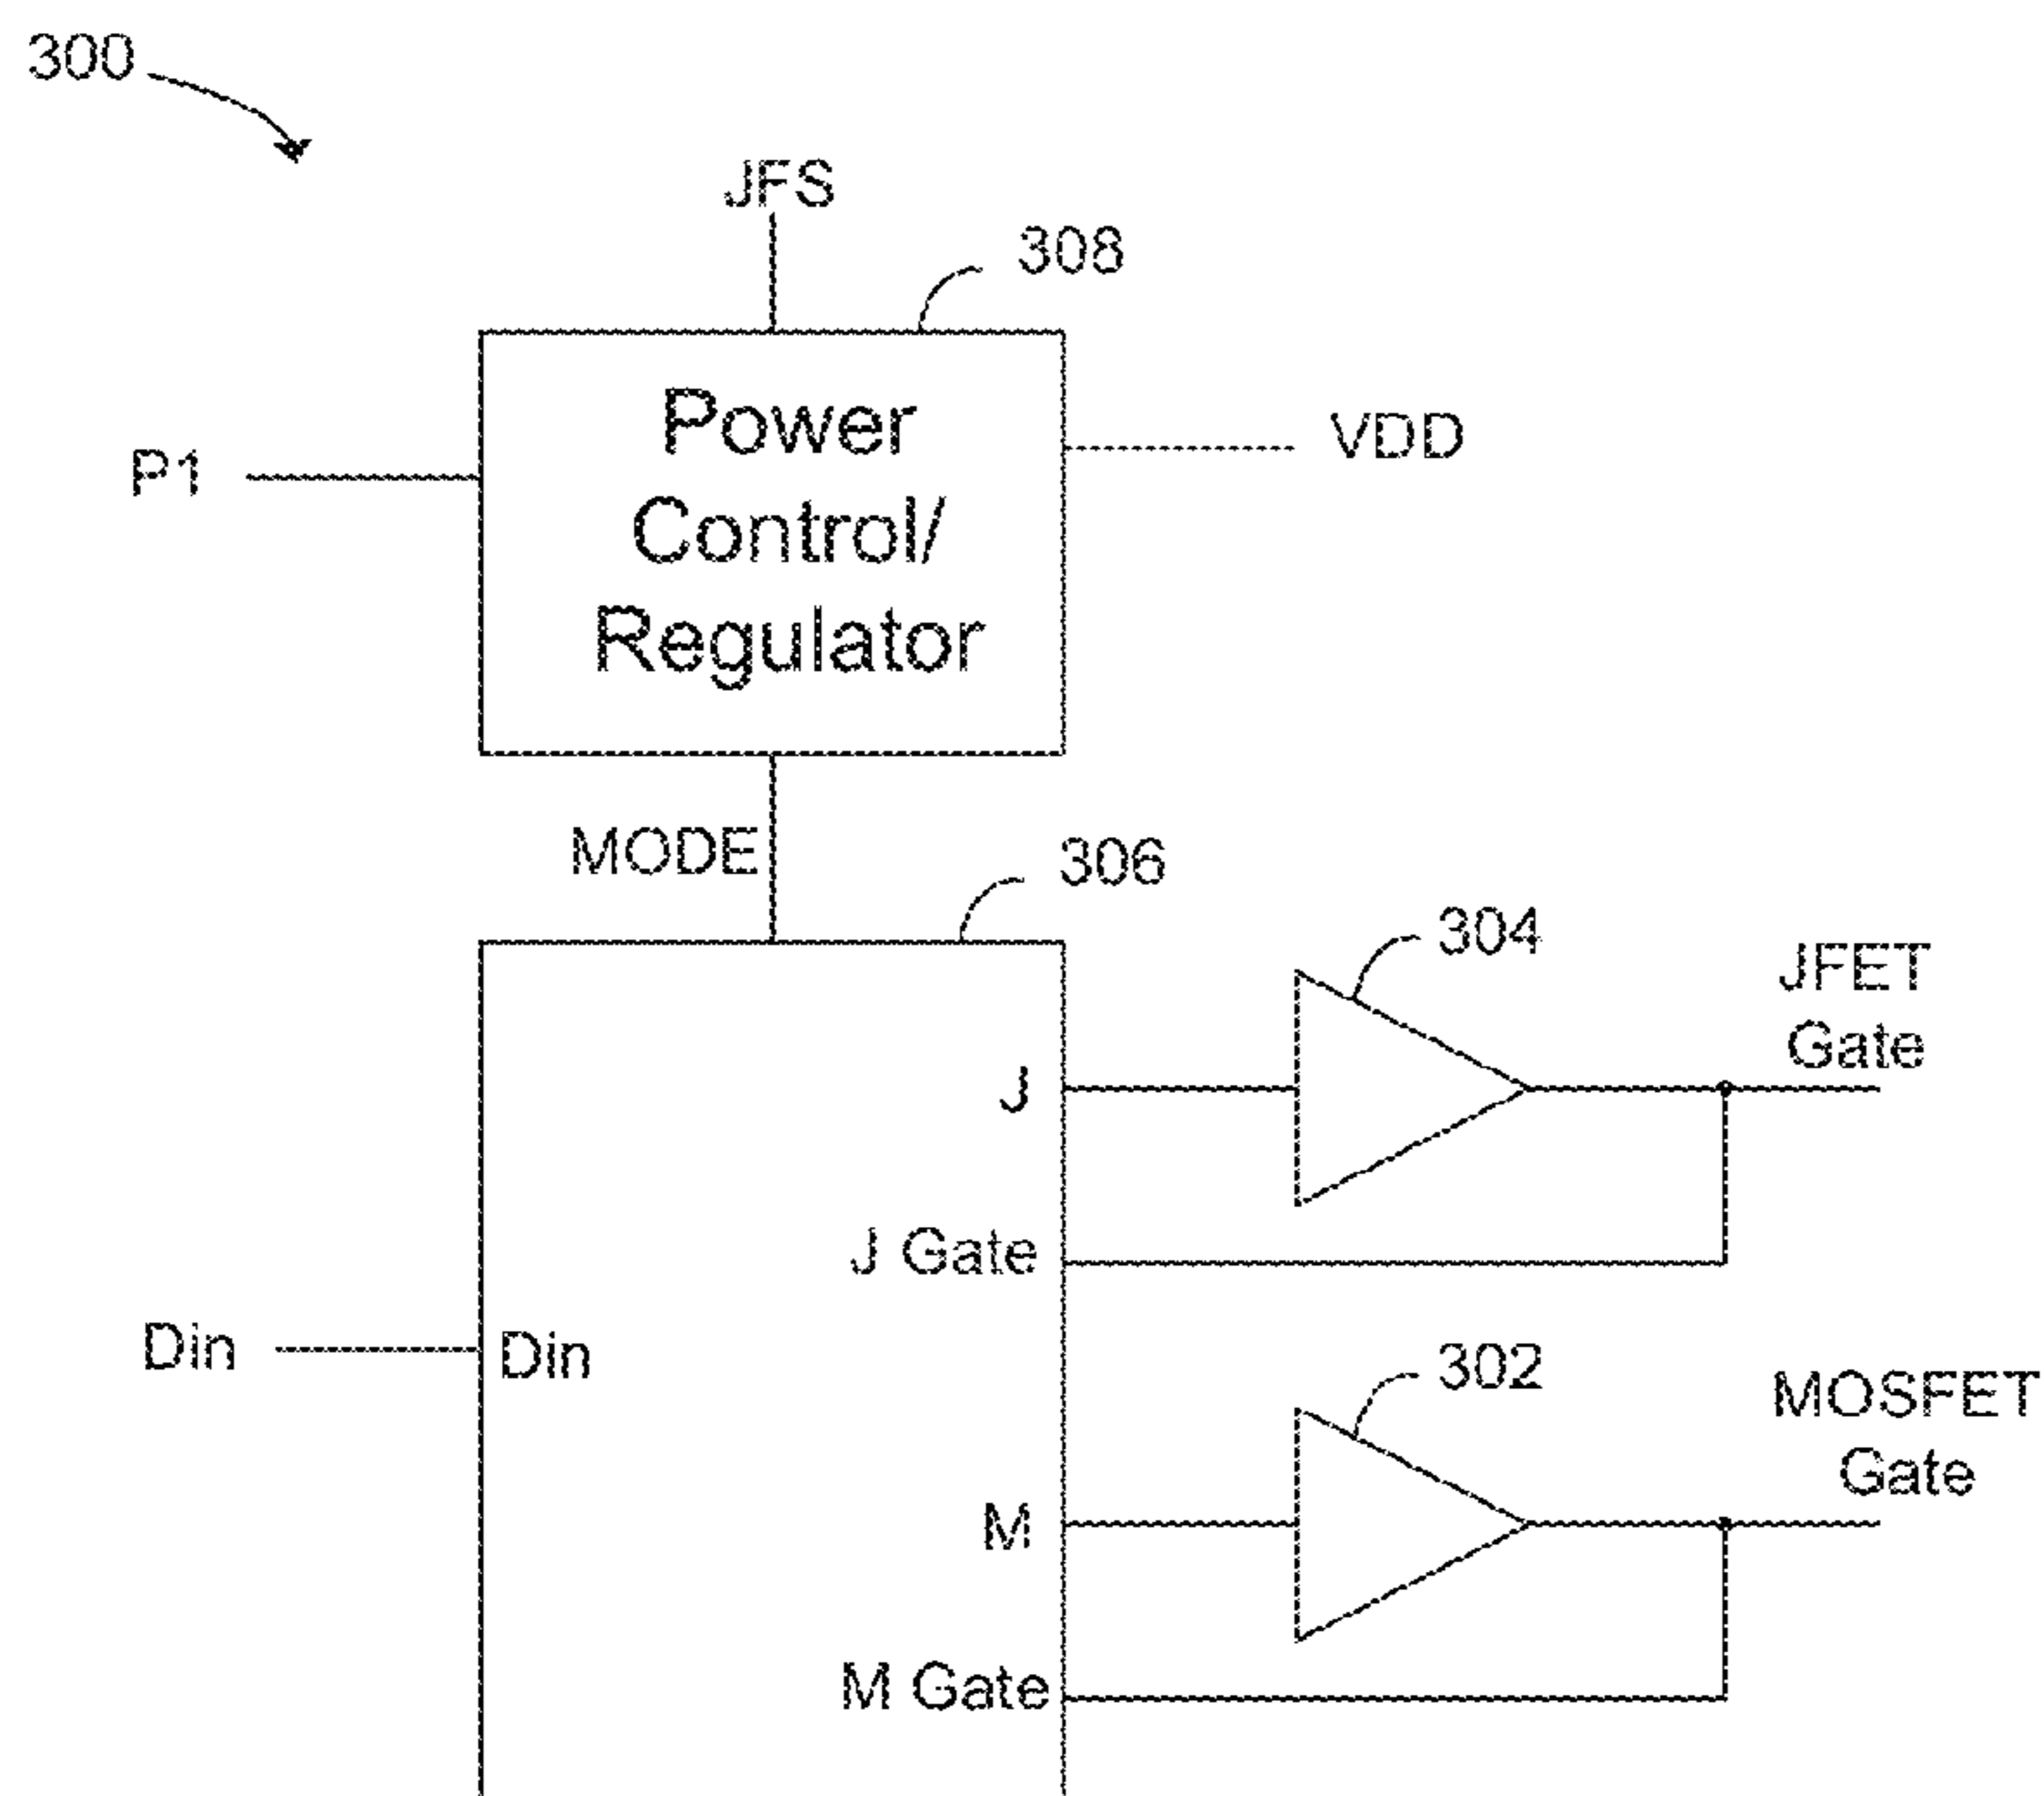 300
JFS
308
Power
Control/
Regulator
P1
VDD
MODE
306
304
JFET
Gate
J
J Gate
Din
Din
302
MOSFET
Gate
M
M Gate